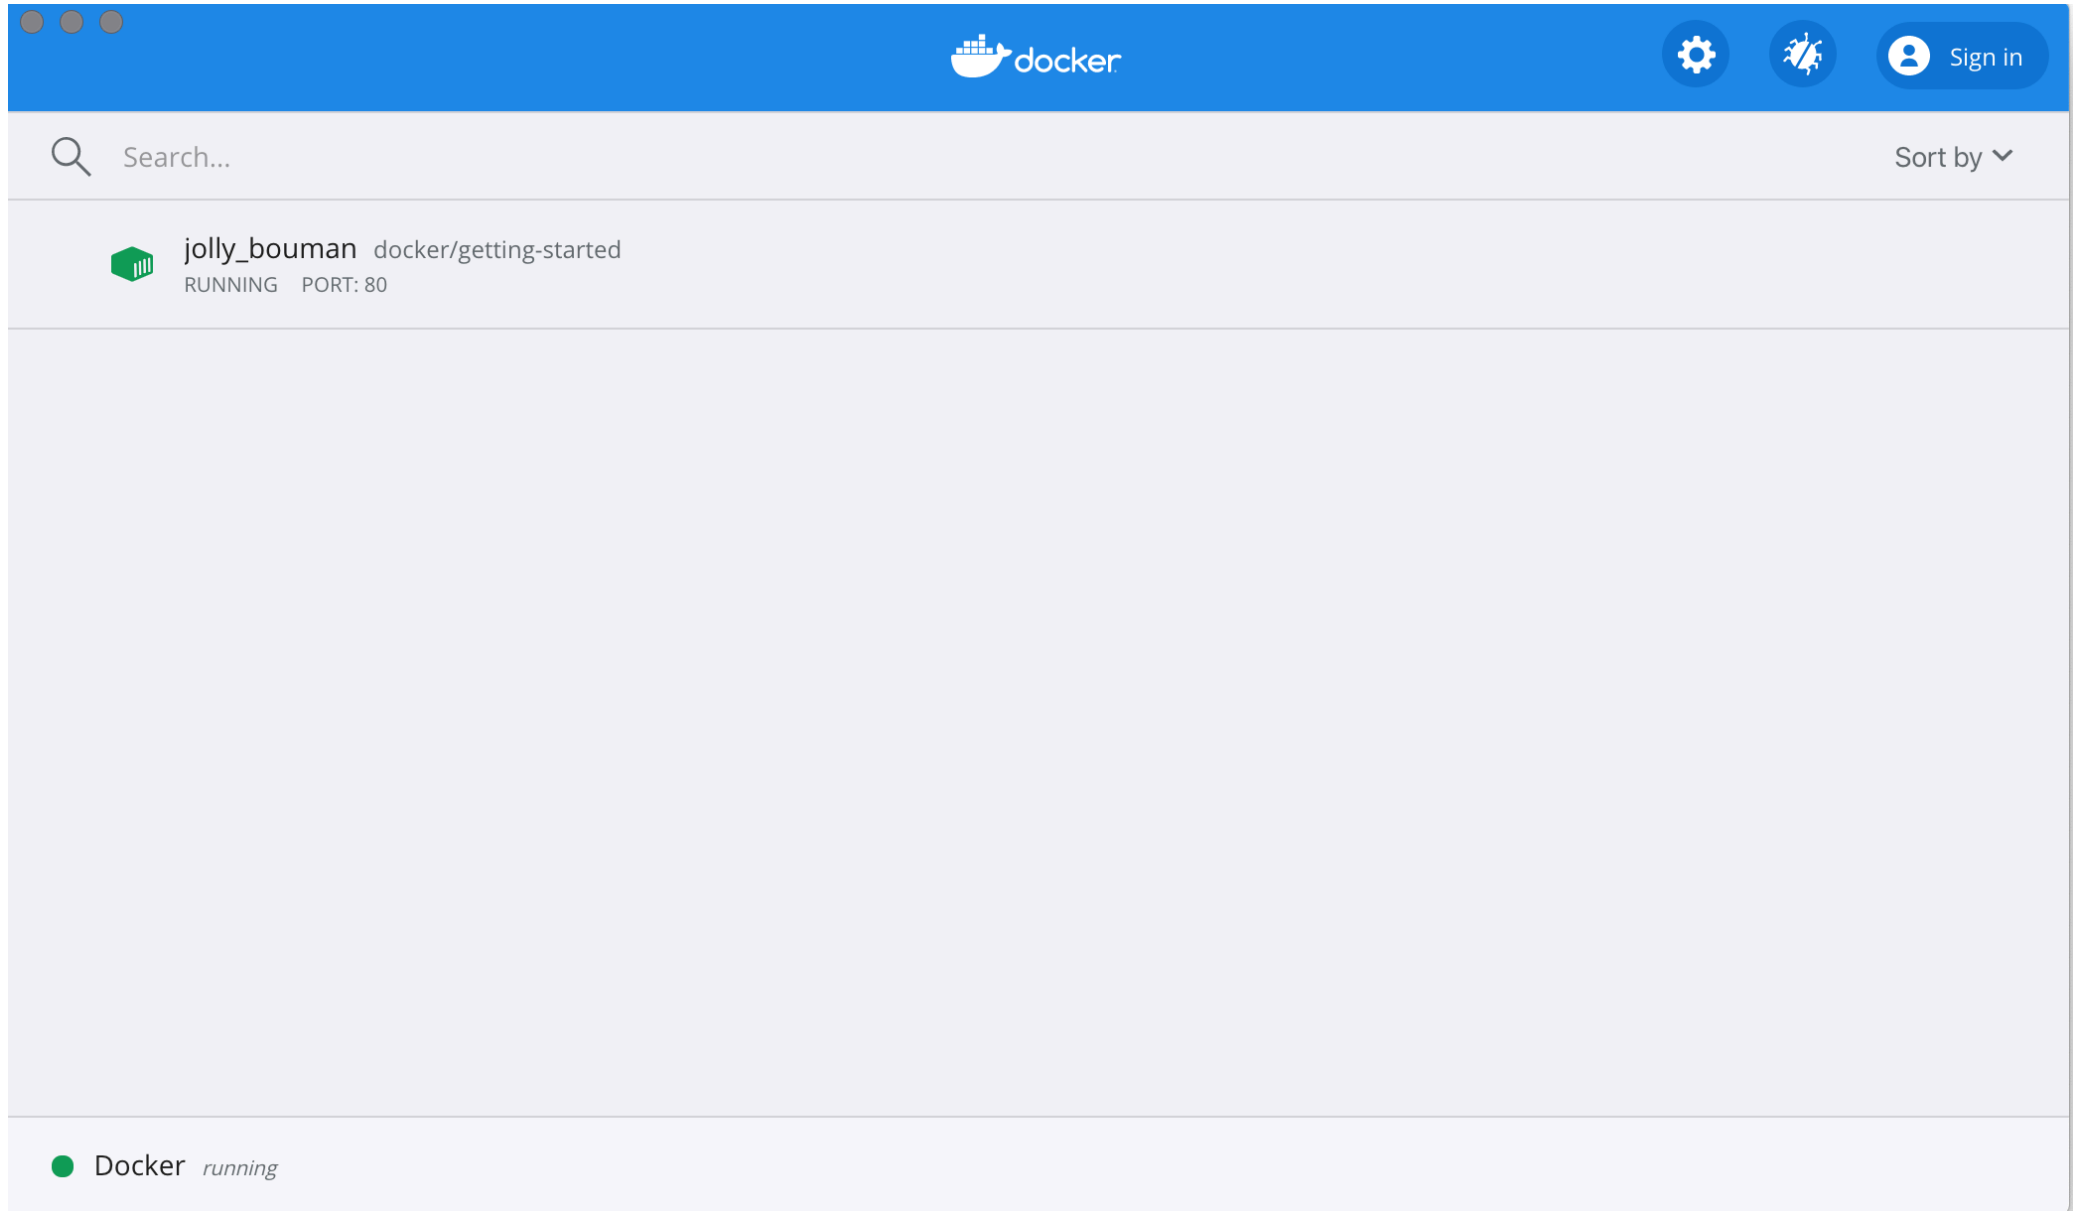 docker
Sign in
Search...
Sort by
jolly_bouman docker/getting-started
RUNNING PORT: 80
Docker running